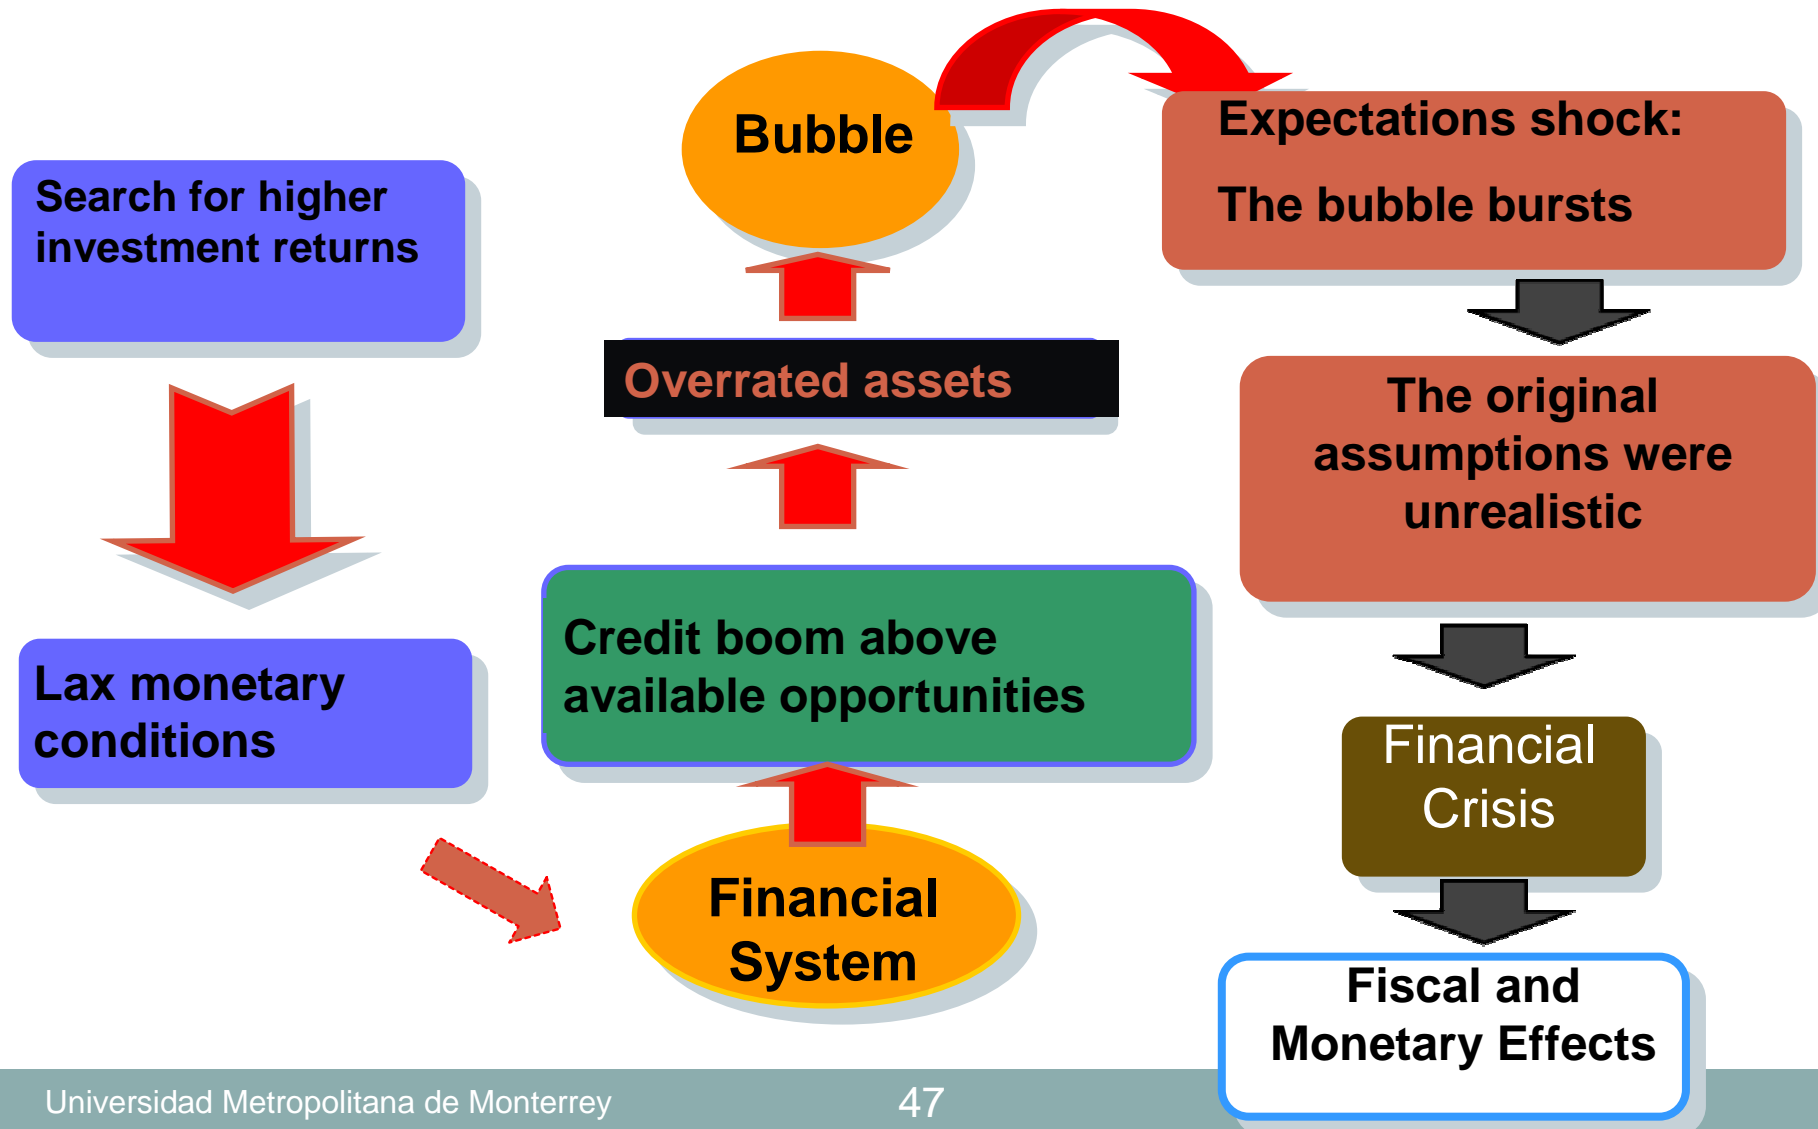 Search for higher
investment returns
Lax monetary
conditions
Financial
System
Credit boom above
available opportunities
Overrated assets
Bubble
Expectations shock:
The bubble bursts
The original
assumptions were
unrealistic
Financial
Crisis
Fiscal and
Monetary Effects
Universidad Metropolitana de Monterrey
47